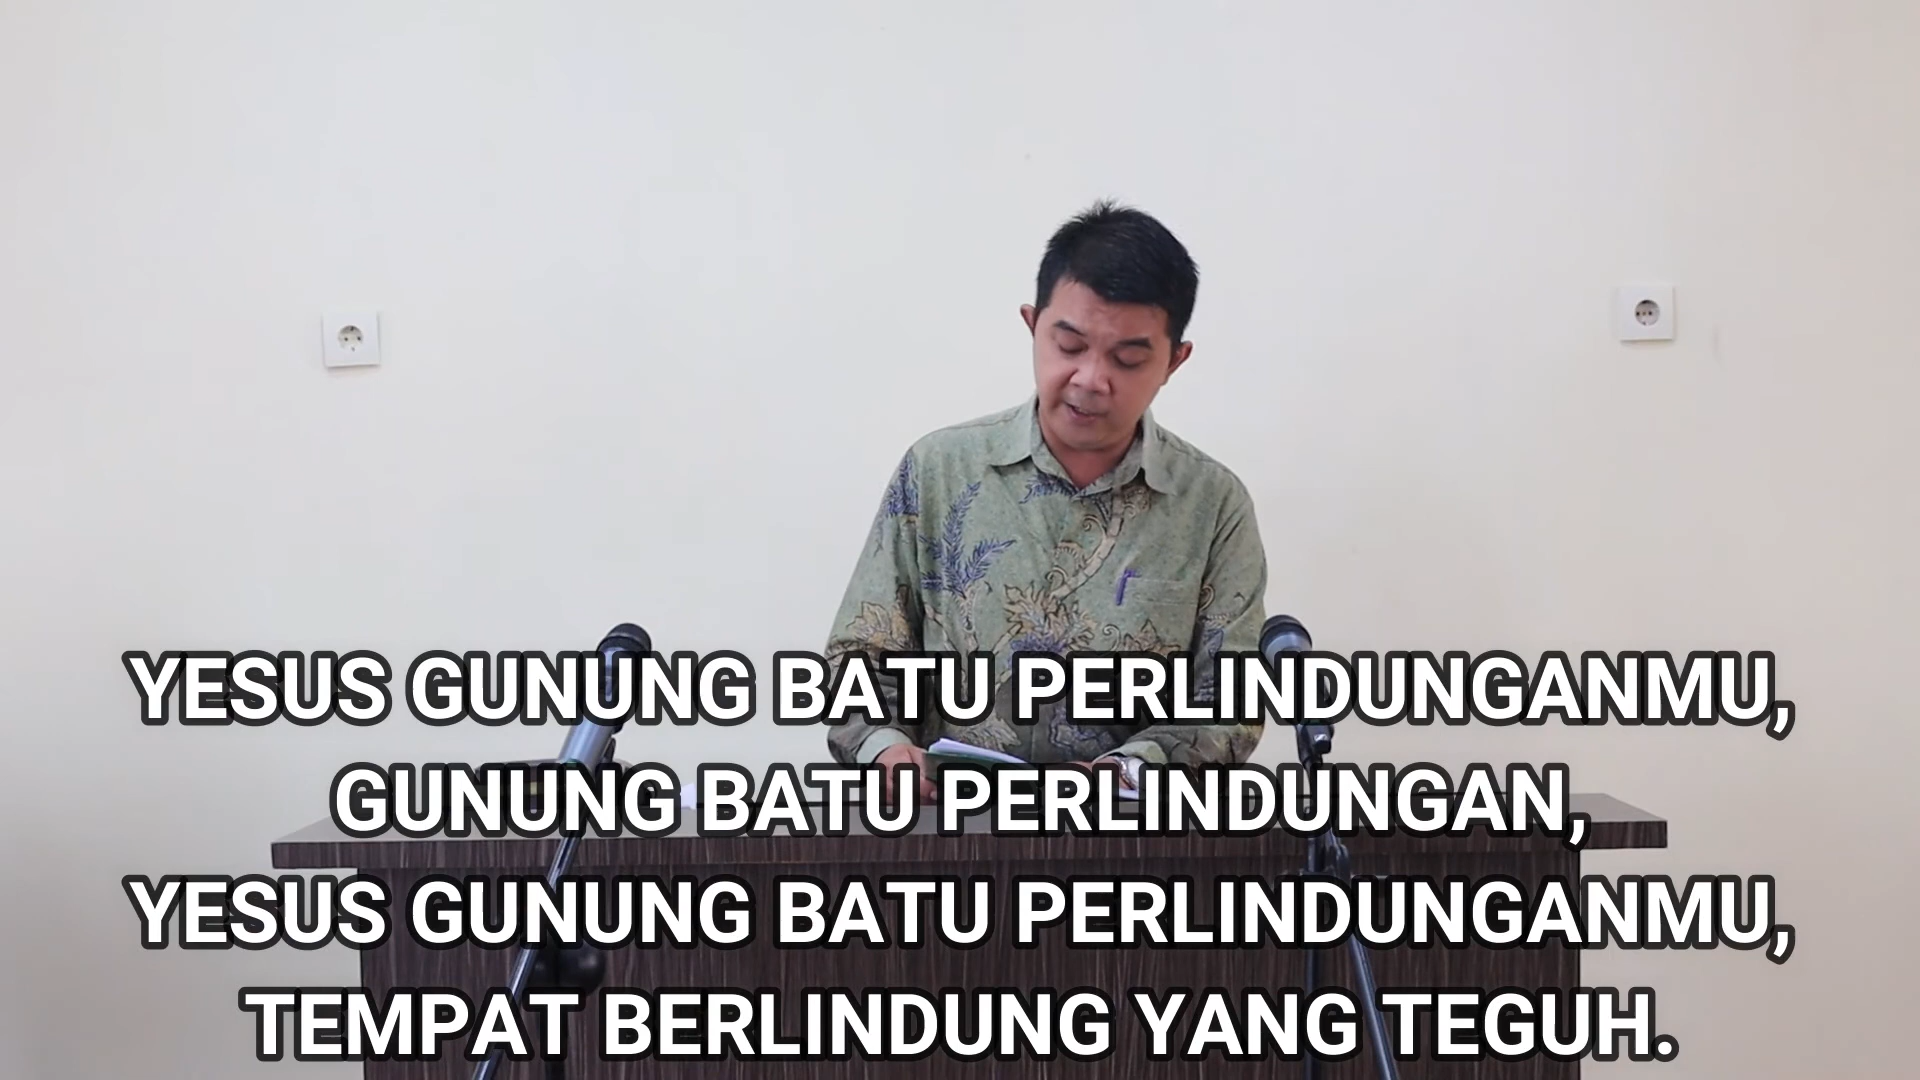 YESUS GUNUNG BATU PERLINDUNGANMU,
GUNUNG BATU PERLINDUNGAN,
YESUS GUNUNG BATU PERLINDUNGANMU,
TEMPAT BERLINDUNG YANG TEGUH.